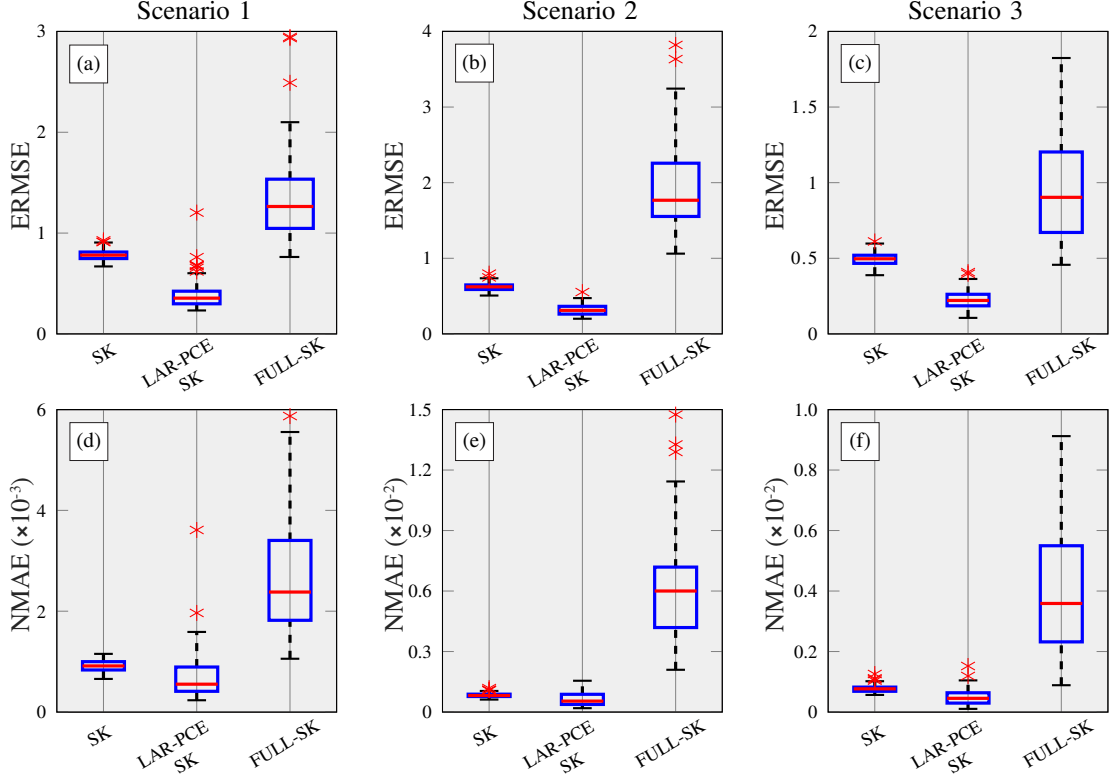 Scenario 1
Scenario 2
Scenario 3
(a)
ERMSE
3
2
1
0
SK
LAR-PCE
SK
FULL-SK
(b)
ERMSE
4
3
2
1
0
SK
LAR-PCE
SK
FULL-SK
(c)
ERMSE
2
1.5
1
0.5
0
SK
LAR-PCE
SK
FULL-SK
(d)
NMAE (×10⁻³)
6
4
2
0
SK
LAR-PCE
SK
FULL-SK
(e)
NMAE (×10⁻²)
1.5
1.2
0.9
0.6
0.3
0
SK
LAR-PCE
SK
FULL-SK
(f)
NMAE (×10⁻²)
1.0
0.8
0.6
0.4
0.2
0
SK
LAR-PCE
SK
FULL-SK